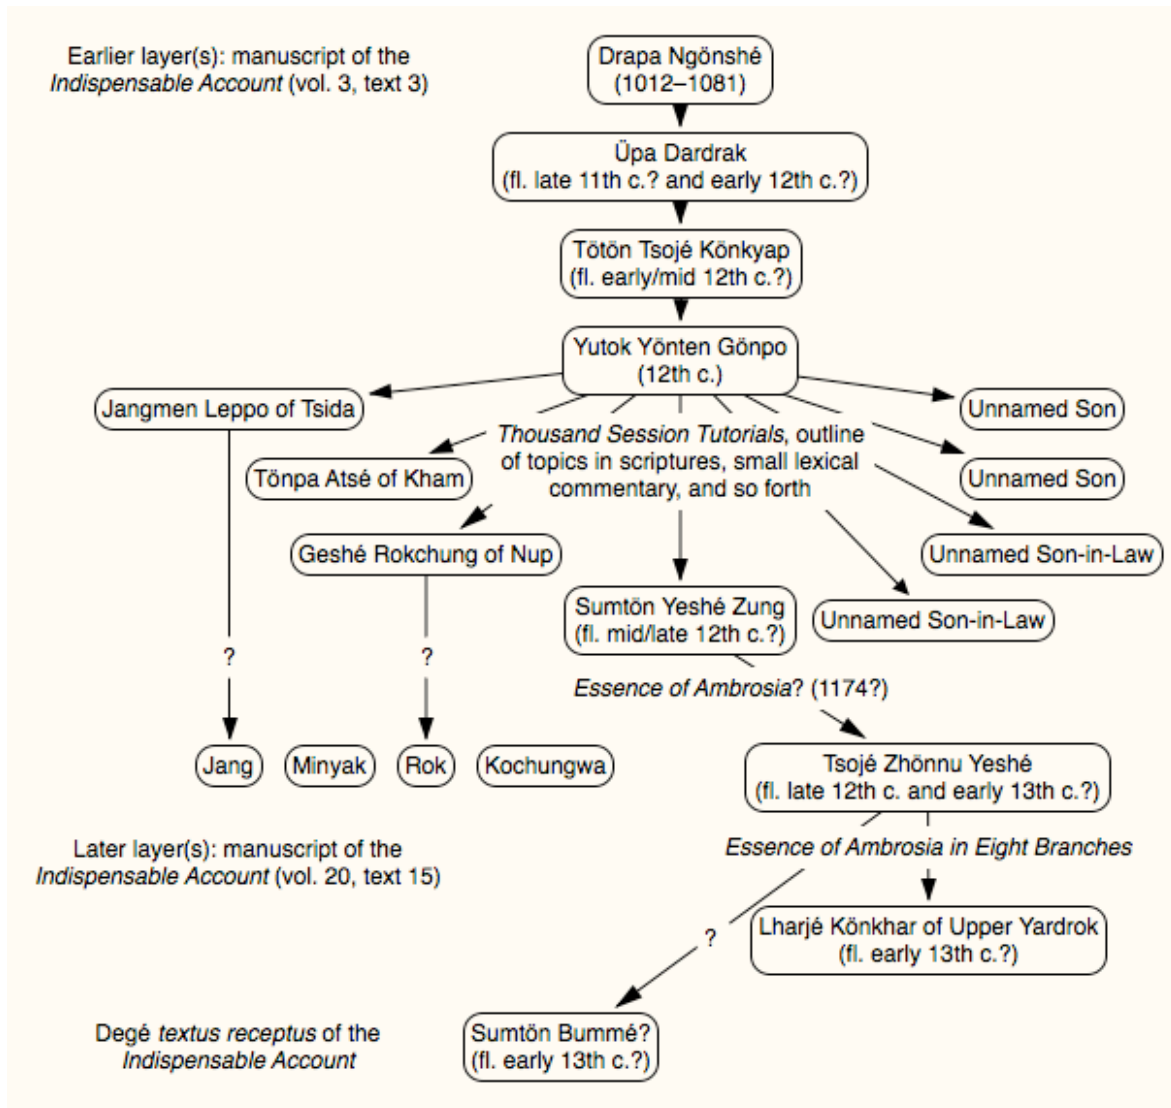 Earlier layer(s): manuscript of the
Indispensable Account (vol. 3, text 3)
Drapa Ngönshé
(1012–1081)
Üpa Dardrak
(fl. late 11th c.? and early 12th c.?)
Tötön Tsojé Könkyap
(fl. early/mid 12th c.?)
Yutok Yönten Gönpo
(12th c.)
Jangmen Leppo of Tsida
Unnamed Son
Thousand Session Tutorials, outline
of topics in scriptures, small lexical
commentary, and so forth
Tönpa Atsé of Kham
Unnamed Son
Geshé Rokchung of Nup
Unnamed Son-in-Law
Sumtön Yeshé Zung
(fl. mid/late 12th c.?)
Unnamed Son-in-Law
?
?
Essence of Ambrosia? (1174?)
Jang
Minyak
Rok
Kochungwa
Tsojé Zhönnu Yeshé
(fl. late 12th c. and early 13th c.?)
Later layer(s): manuscript of the
Indispensable Account (vol. 20, text 15)
Essence of Ambrosia in Eight Branches
?
Lharjé Könkhar of Upper Yardrok
(fl. early 13th c.?)
Degé textus receptus of the
Indispensable Account
Sumtön Bummé?
(fl. early 13th c.?)